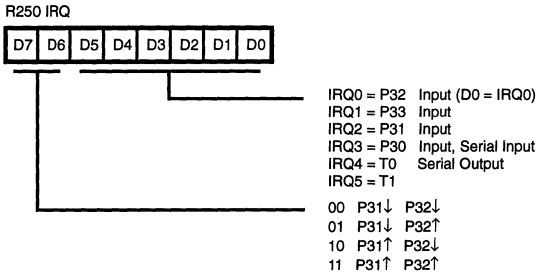 R250 IRQ
D7 D6 D5 D4 D3 D2 D1 D0
IRQ0 = P32 Input (D0 = IRQ0)
IRQ1 = P33 Input
IRQ2 = P31 Input
IRQ3 = P30 Input, Serial Input
IRQ4 = T0 Serial Output
IRQ5 = T1
00 P31↓ P32↓
01 P31↓ P32↑
10 P31↑ P32↓
11 P31↑ P32↑